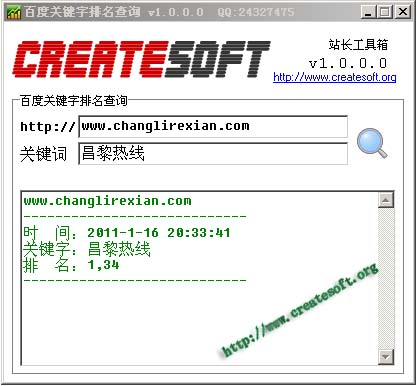 百度关键字排名查询 v1.0.0.0 QQ:24327475
CREATESOFT
站长工具箱
v1.0.0.0
http://www.createsoft.org
百度关键字排名查询
http:// www.changlirexian.com
关键词 昌黎热线
www.changlirexian.com
----------------------------
时 间：2011-1-16 20:33:41
关键字：昌黎热线
排 名：1,34
----------------------------
http://www.createsoft.org